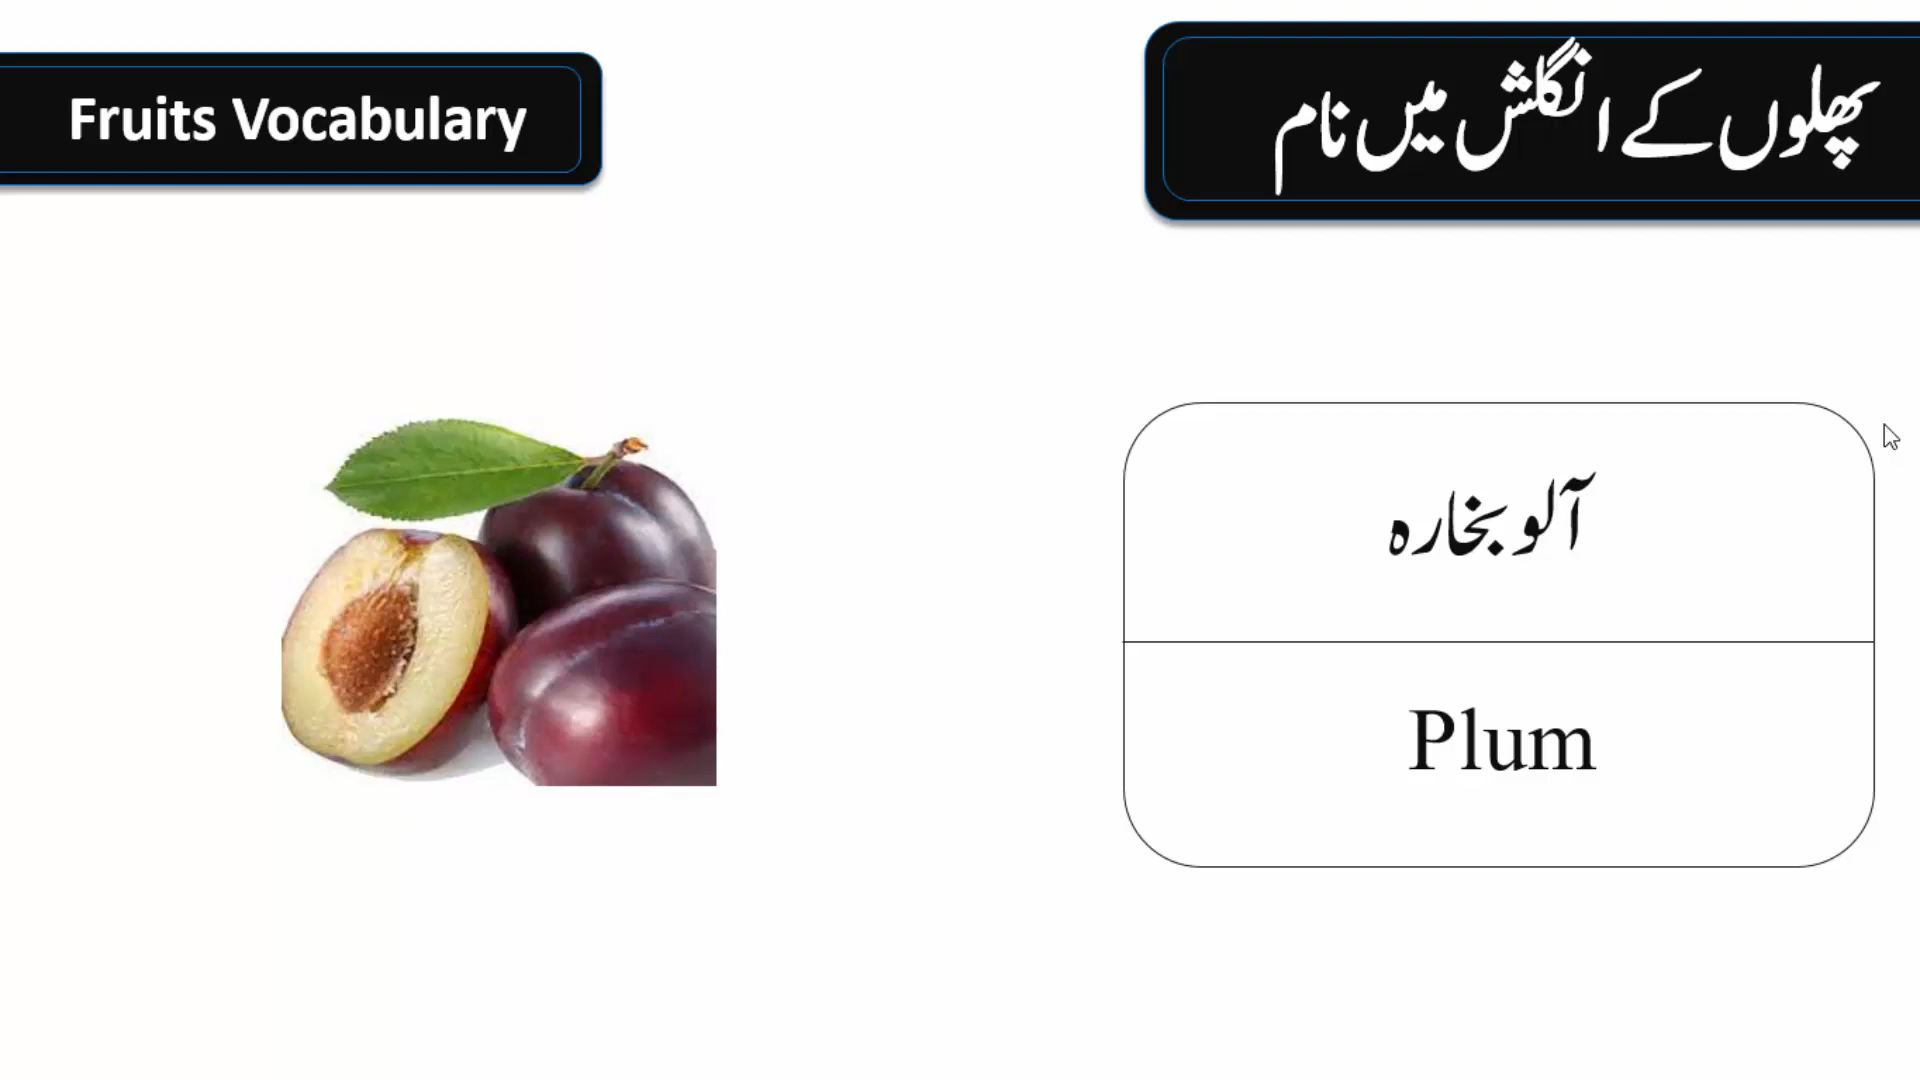 Fruits Vocabulary
پھلوں کے انگلش میں نام
آلو بخارہ
Plum